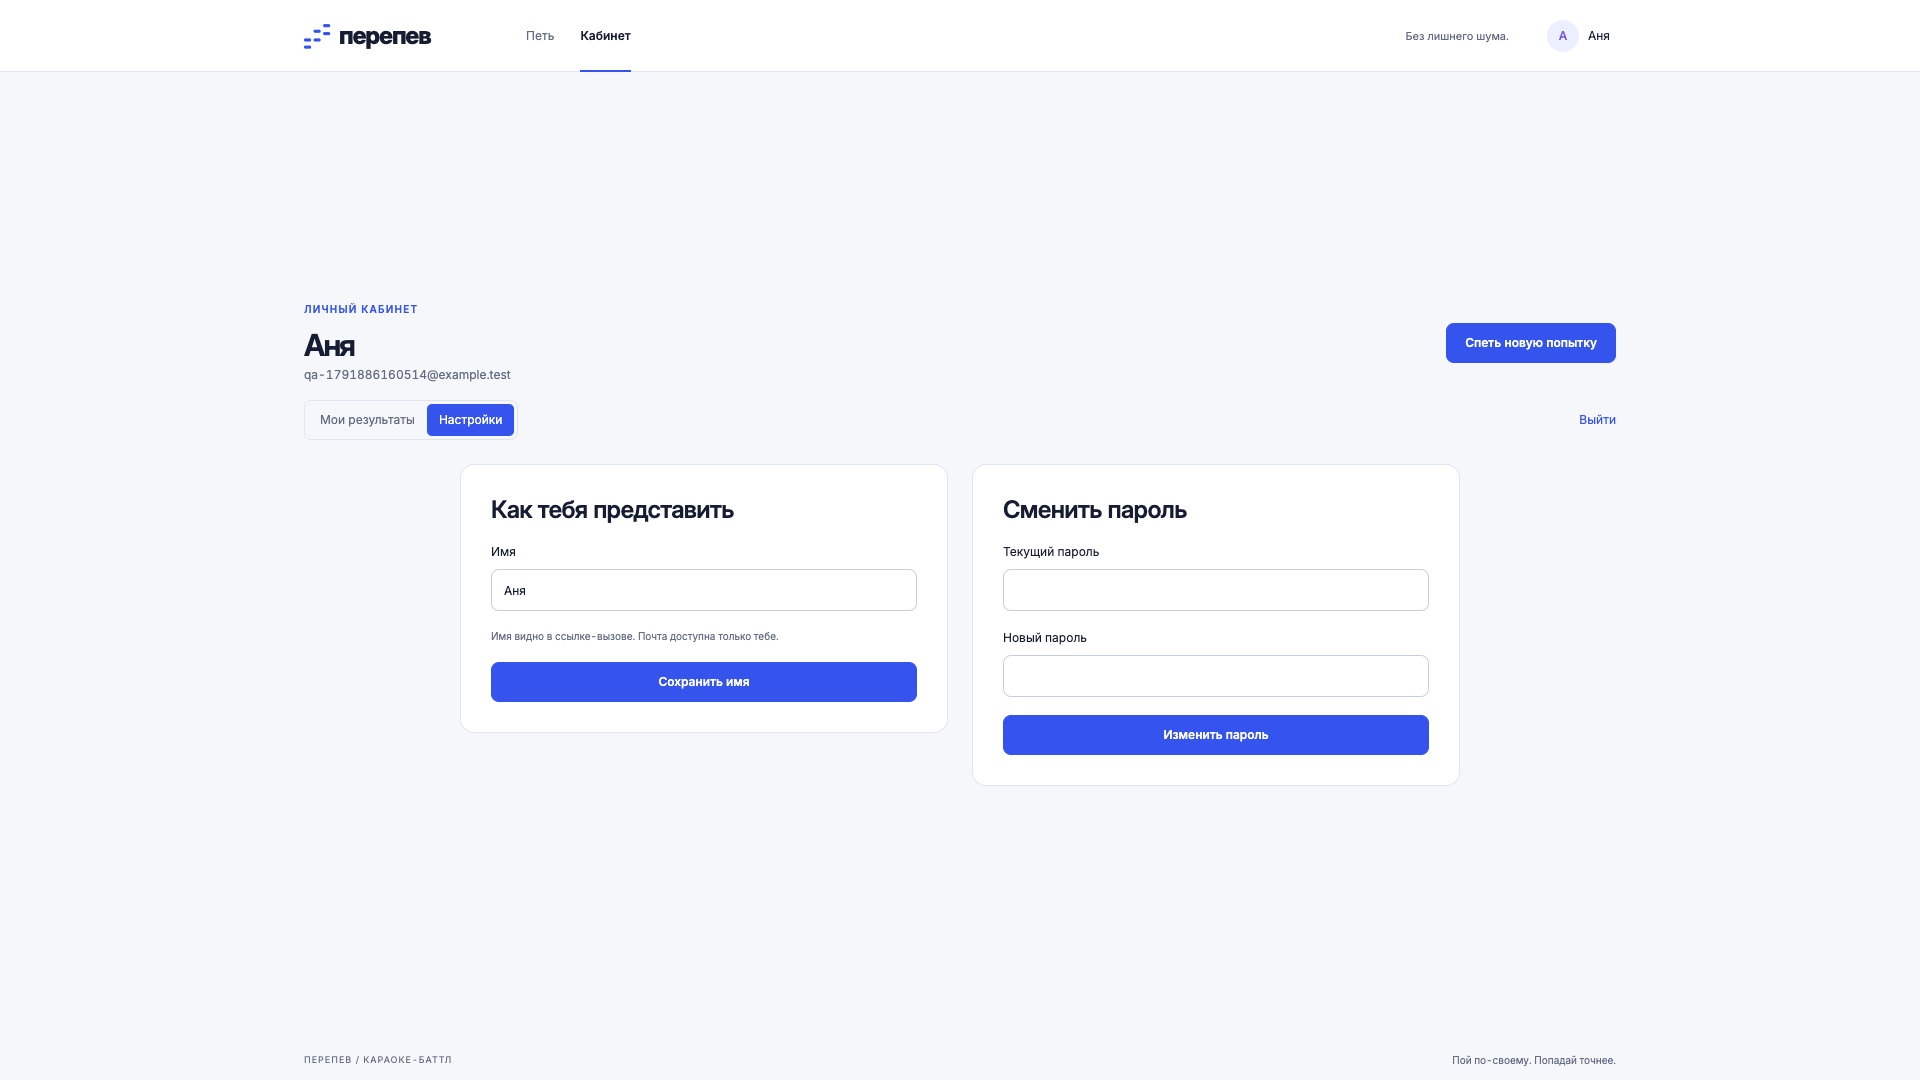 перепев
Петь
Кабинет
Без лишнего шума.
А
Аня
ЛИЧНЫЙ КАБИНЕТ
Аня
qa-1791886160514@example.test
Спеть новую попытку
Мои результаты
Настройки
Выйти
Как тебя представить
Имя
Аня
Имя видно в ссылке-вызове. Почта доступна только тебе.
Сохранить имя
Сменить пароль
Текущий пароль
Новый пароль
Изменить пароль
ПЕРЕПЕВ / КАРАОКЕ-БАТТЛ
Пой по-своему. Попадай точнее.